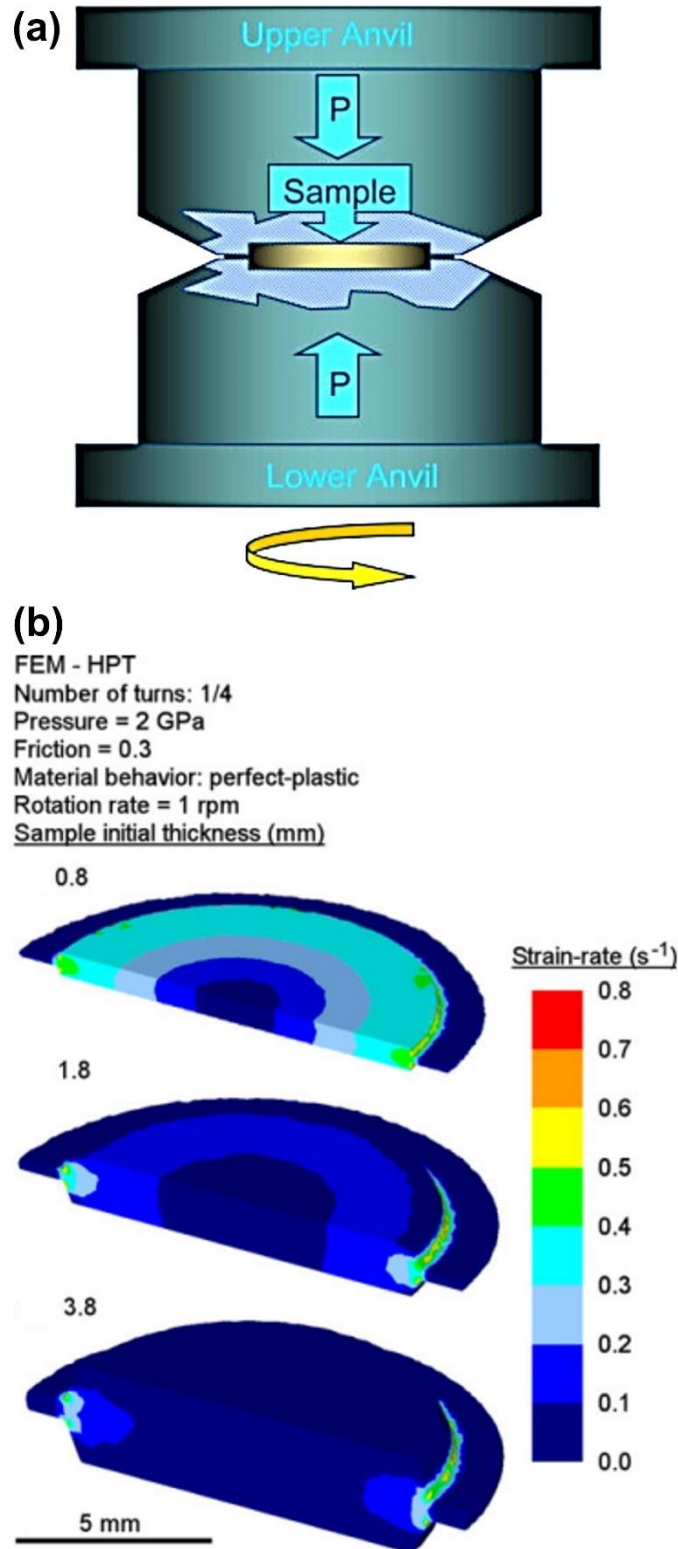 (a)
Upper Anvil
P
Sample
P
Lower Anvil
(b)
FEM - HPT
Number of turns: 1/4
Pressure = 2 GPa
Friction = 0.3
Material behavior: perfect-plastic
Rotation rate = 1 rpm
Sample initial thickness (mm)
0.8
1.8
3.8
5 mm
Strain-rate (s⁻¹)
0.8
0.7
0.6
0.5
0.4
0.3
0.2
0.1
0.0